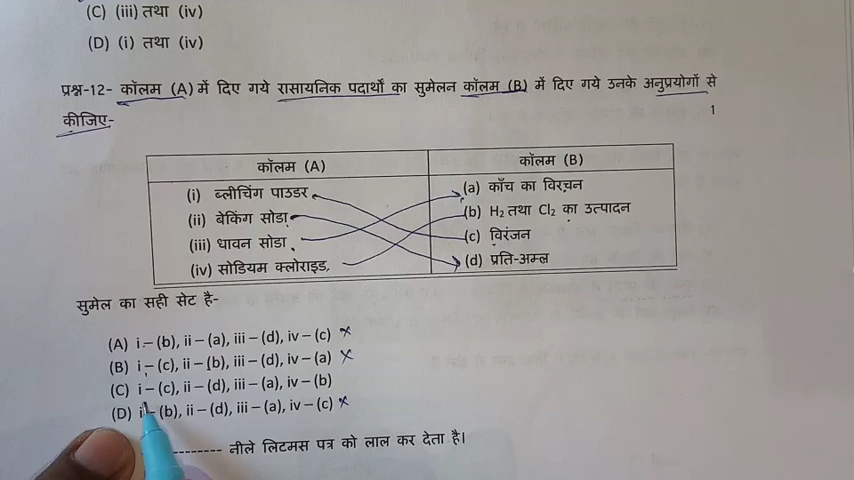 (C) (iii) तथा (iv)
(D) (i) तथा (iv)
प्रश्न-12- कॉलम (A) में दिए गये रासायनिक पदार्थों का सुमेलन कॉलम (B) में दिए गये उनके अनुप्रयोगों से
कीजिए- 1
कॉलम (A) कॉलम (B)
(i) ब्लीचिंग पाउडर (a) काँच का विरचन
(ii) बेकिंग सोडा (b) H₂ तथा Cl₂ का उत्पादन
(iii) धावन सोडा (c) विरंजन
(iv) सोडियम क्लोराइड (d) प्रति-अम्ल
सुमेल का सही सेट है-
(A) i – (b), ii – (a), iii – (d), iv – (c) ×
(B) i – (c), ii – (b), iii – (d), iv – (a) ×
(C) i – (c), ii – (d), iii – (a), iv – (b)
(D) i – (b), ii – (d), iii – (a), iv – (c) ×
-------- नीले लिटमस पत्र को लाल कर देता है।